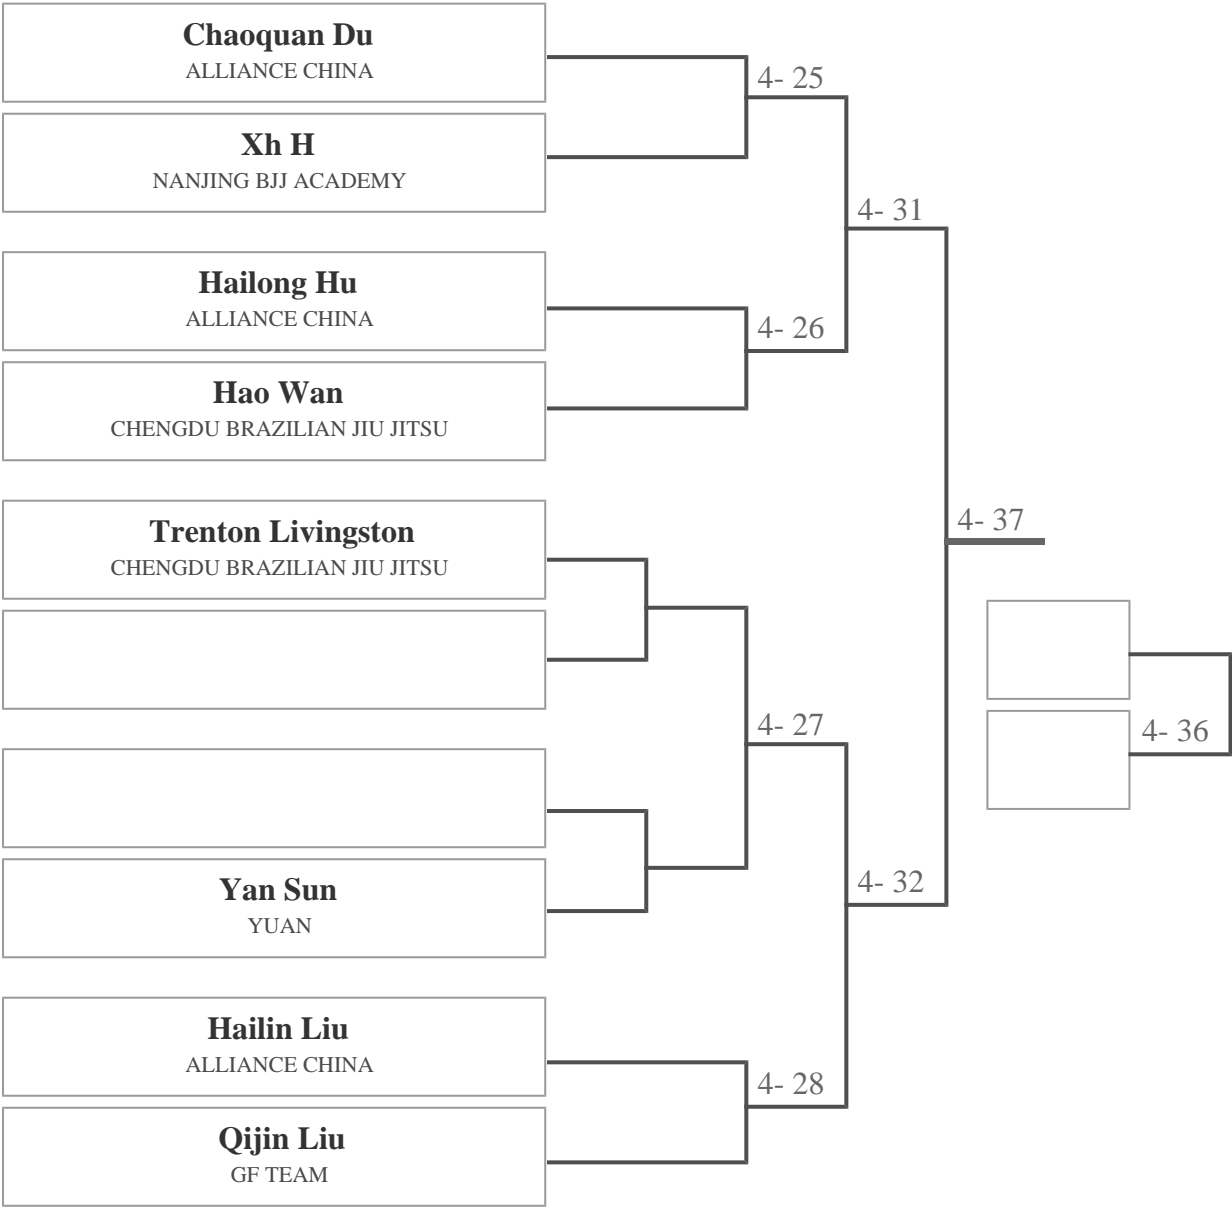 Chaoquan Du
ALLIANCE CHINA
4- 25
Xh H
NANJING BJJ ACADEMY
4- 31
Hailong Hu
ALLIANCE CHINA
4- 26
Hao Wan
CHENGDU BRAZILIAN JIU JITSU
Trenton Livingston
CHENGDU BRAZILIAN JIU JITSU
4- 37
4- 27
4- 36
Yan Sun
YUAN
4- 32
Hailin Liu
ALLIANCE CHINA
4- 28
Qijin Liu
GF TEAM